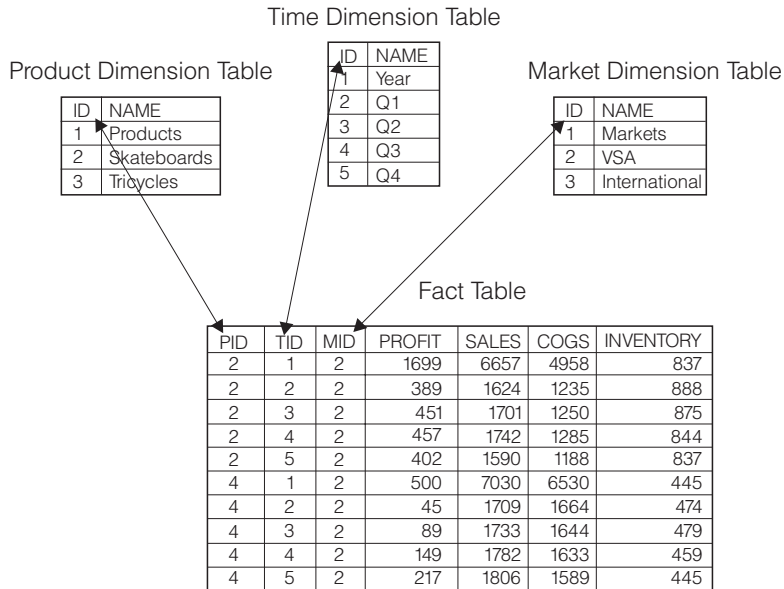 Time Dimension Table
ID NAME
1 Year
2 Q1
3 Q2
4 Q3
5 Q4
Product Dimension Table
ID NAME
1 Products
2 Skateboards
3 Tricycles
Market Dimension Table
ID NAME
1 Markets
2 VSA
3 International
Fact Table
PID TID MID PROFIT SALES COGS INVENTORY
2 1 2 1699 6657 4958 837
2 2 2 389 1624 1235 888
2 3 2 451 1701 1250 875
2 4 2 457 1742 1285 844
2 5 2 402 1590 1188 837
4 1 2 500 7030 6530 445
4 2 2 45 1709 1664 474
4 3 2 89 1733 1644 479
4 4 2 149 1782 1633 459
4 5 2 217 1806 1589 445